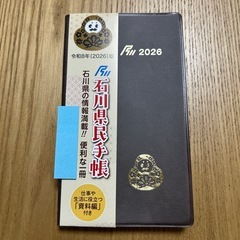 令和8年(2026)版
石川県民手帳
石川県の情報満載!! 便利な一冊
仕事や
生活に役立つ
「資料編」
付き
2026